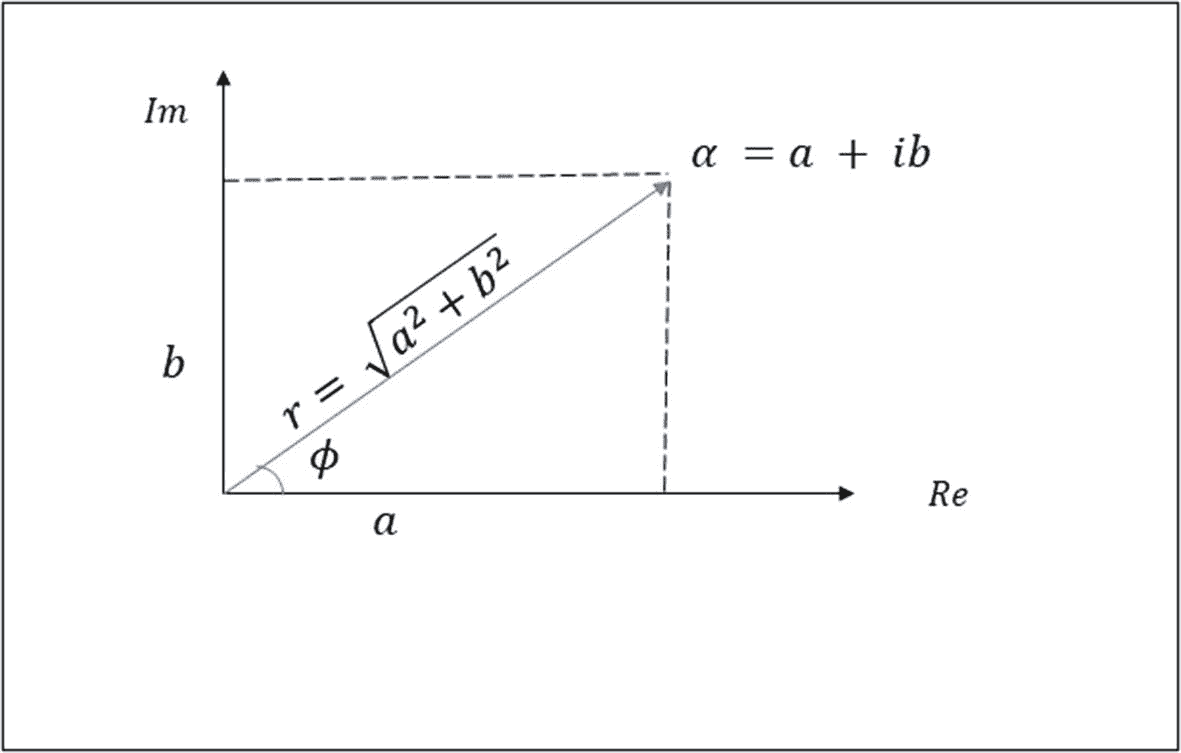 Im
α = a + ib
r = √(a² + b²)
b
ϕ
Re
a